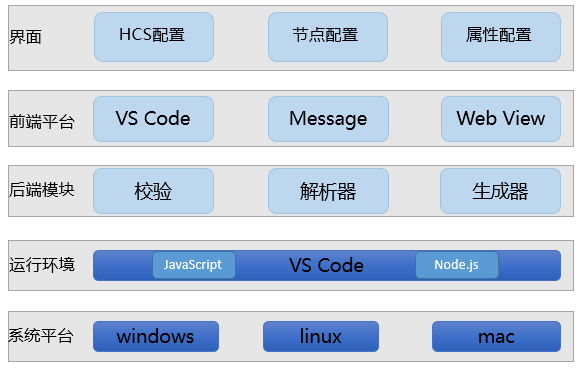 界面
HCS配置
节点配置
属性配置
前端平台
VS Code
Message
Web View
后端模块
校验
解析器
生成器
运行环境
JavaScript
VS Code
Node.js
系统平台
windows
linux
mac